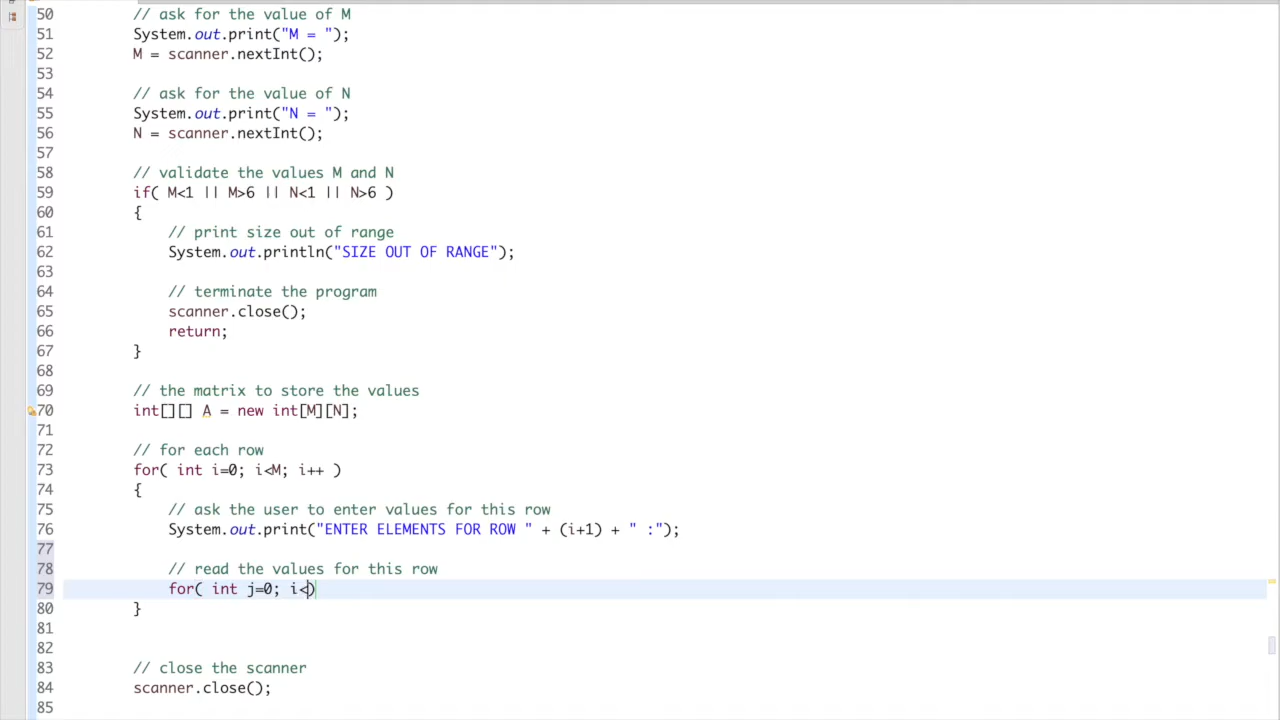 50 // ask for the value of M
51 System.out.print("M = ");
52 M = scanner.nextInt();
53
54 // ask for the value of N
55 System.out.print("N = ");
56 N = scanner.nextInt();
57
58 // validate the values M and N
59 if( M<1 || M>6 || N<1 || N>6 )
60 {
61 // print size out of range
62 System.out.println("SIZE OUT OF RANGE");
63
64 // terminate the program
65 scanner.close();
66 return;
67 }
68
69 // the matrix to store the values
70 int[][] A = new int[M][N];
71
72 // for each row
73 for( int i=0; i<M; i++ )
74 {
75 // ask the user to enter values for this row
76 System.out.print("ENTER ELEMENTS FOR ROW " + (i+1) + " :");
77
78 // read the values for this row
79 for( int j=0; i<)
80 }
81
82
83 // close the scanner
84 scanner.close();
85